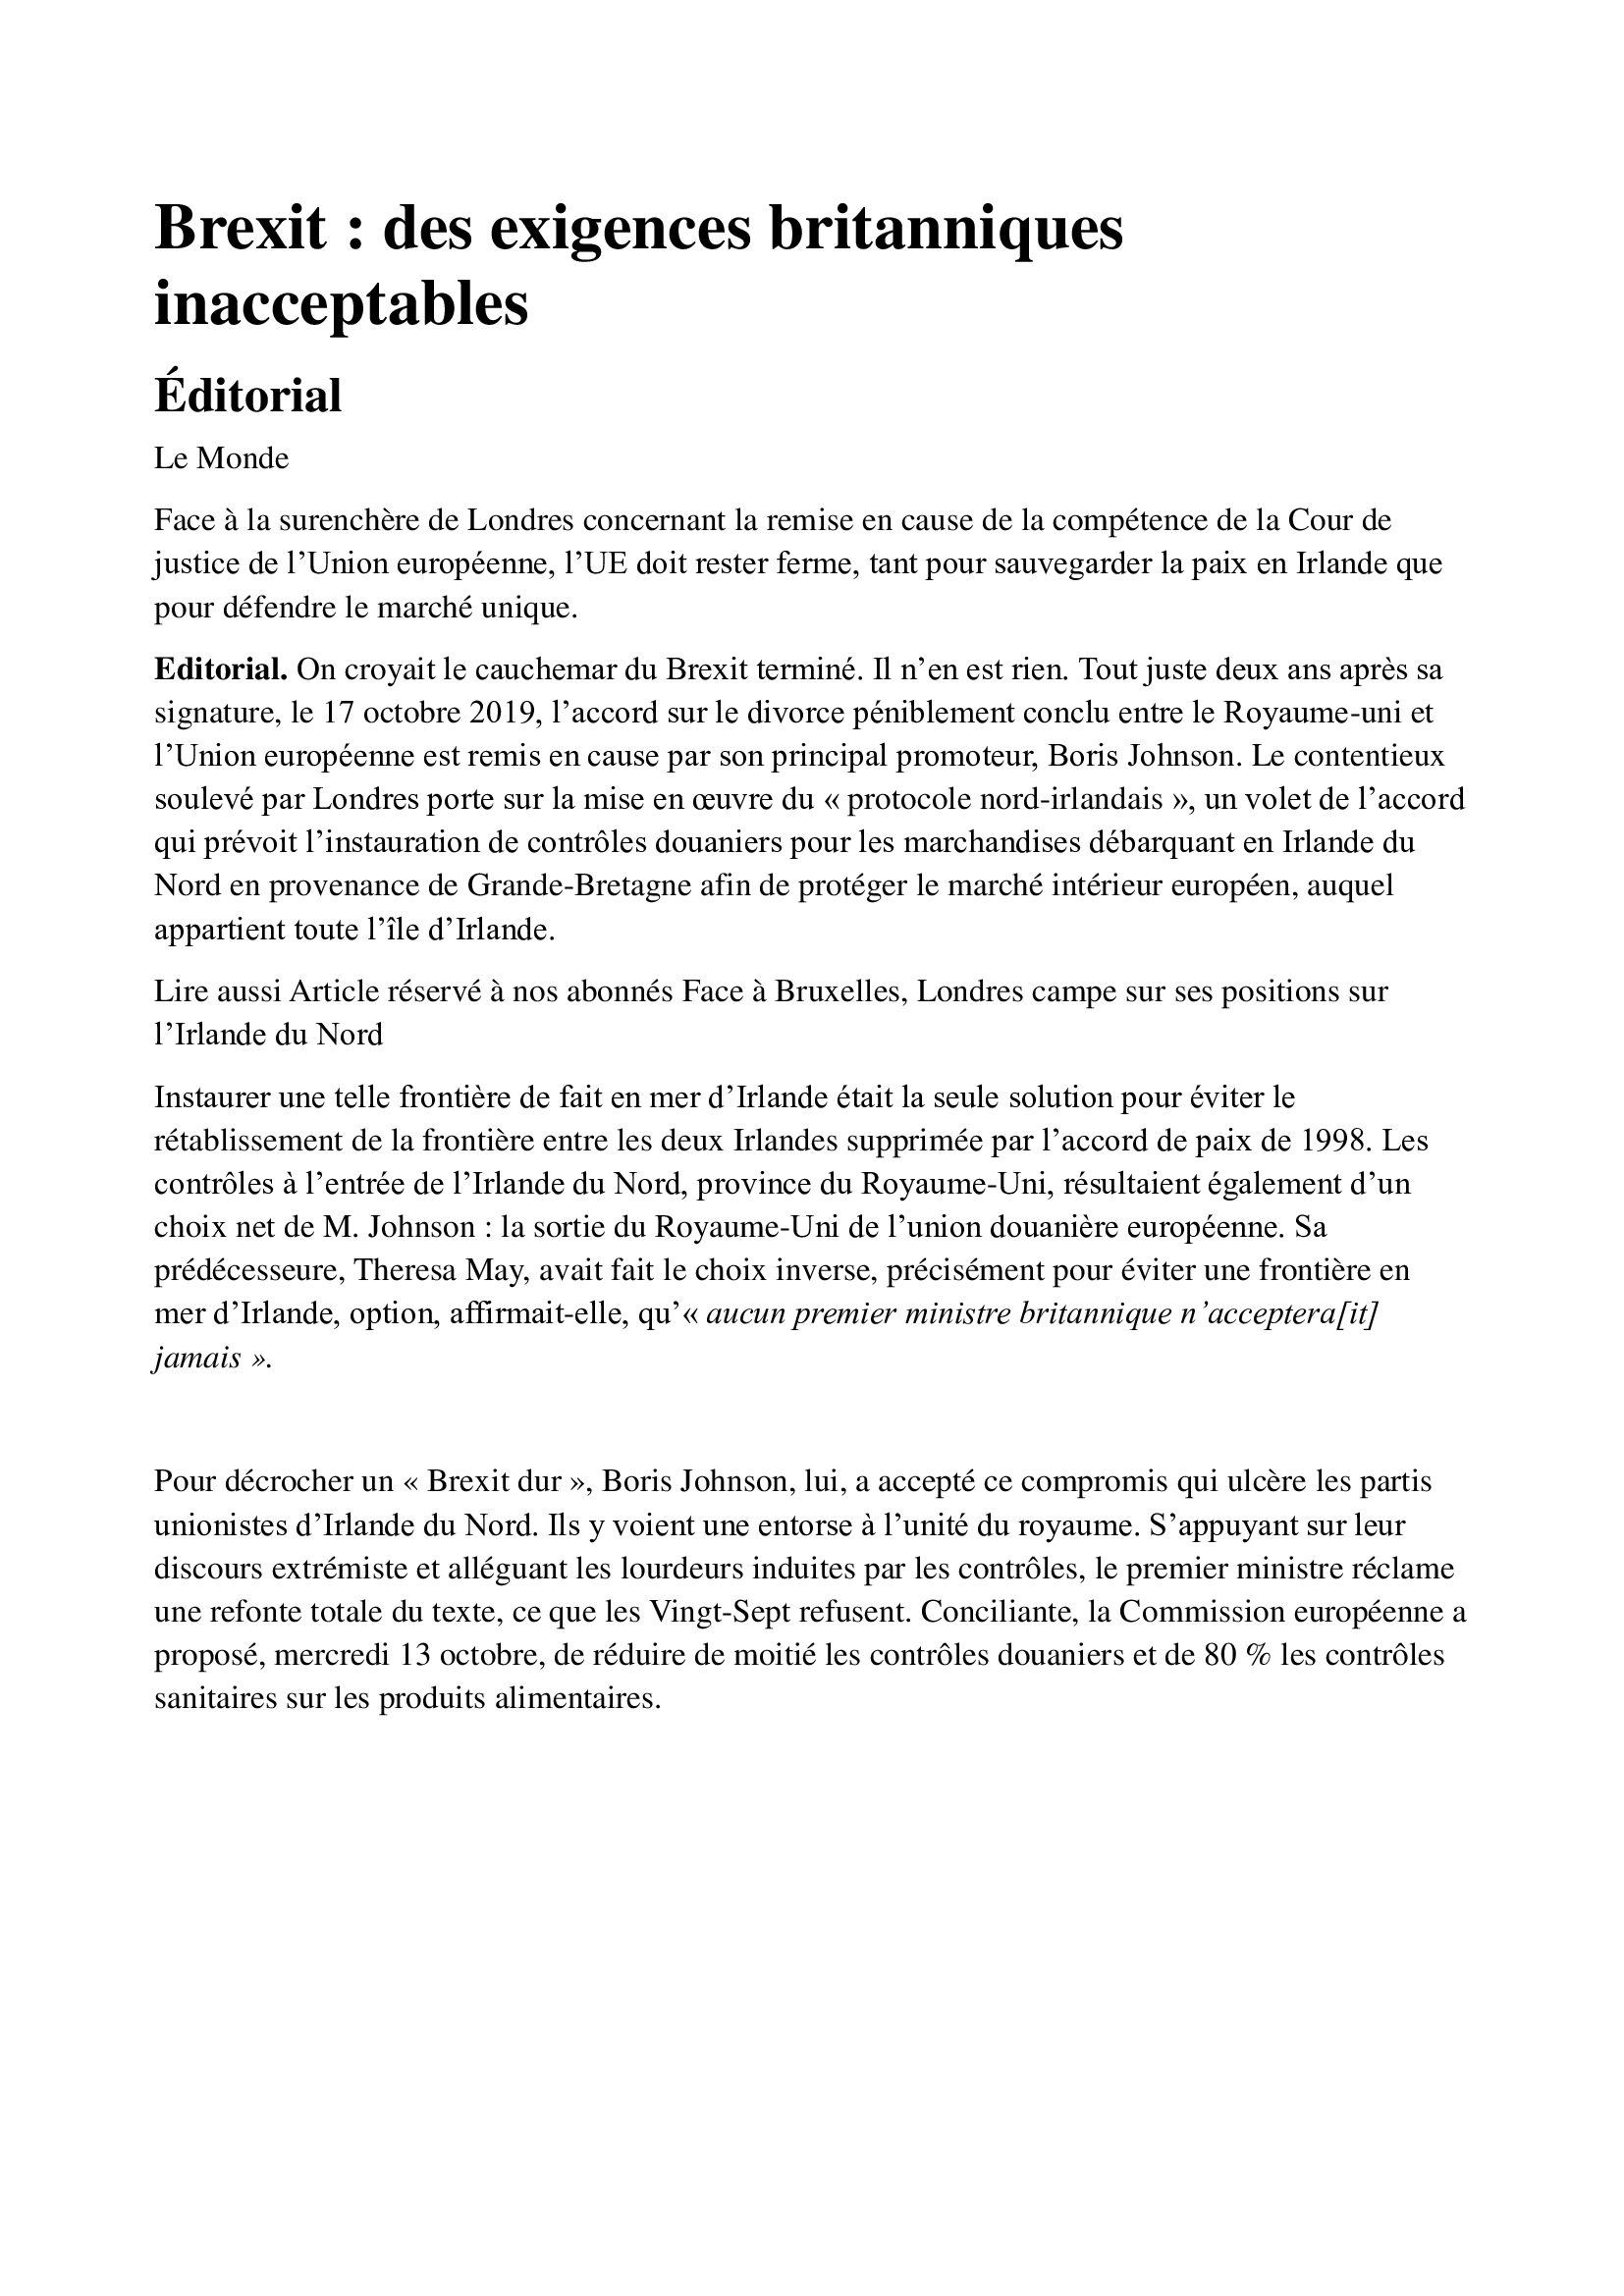 Brexit : des exigences britanniques
inacceptables
Éditorial
Le Monde
Face à la surenchère de Londres concernant la remise en cause de la compétence de la Cour de
justice de l’Union européenne, l’UE doit rester ferme, tant pour sauvegarder la paix en Irlande que
pour défendre le marché unique.
Editorial. On croyait le cauchemar du Brexit terminé. Il n’en est rien. Tout juste deux ans après sa
signature, le 17 octobre 2019, l’accord sur le divorce péniblement conclu entre le Royaume-uni et
l’Union européenne est remis en cause par son principal promoteur, Boris Johnson. Le contentieux
soulevé par Londres porte sur la mise en œuvre du « protocole nord-irlandais », un volet de l’accord
qui prévoit l’instauration de contrôles douaniers pour les marchandises débarquant en Irlande du
Nord en provenance de Grande-Bretagne afin de protéger le marché intérieur européen, auquel
appartient toute l’île d’Irlande.
Lire aussi Article réservé à nos abonnés Face à Bruxelles, Londres campe sur ses positions sur
l’Irlande du Nord
Instaurer une telle frontière de fait en mer d’Irlande était la seule solution pour éviter le
rétablissement de la frontière entre les deux Irlandes supprimée par l’accord de paix de 1998. Les
contrôles à l’entrée de l’Irlande du Nord, province du Royaume-Uni, résultaient également d’un
choix net de M. Johnson : la sortie du Royaume-Uni de l’union douanière européenne. Sa
prédécesseure, Theresa May, avait fait le choix inverse, précisément pour éviter une frontière en
mer d’Irlande, option, affirmait-elle, qu’« aucun premier ministre britannique n’acceptera[it]
jamais ».
Pour décrocher un « Brexit dur », Boris Johnson, lui, a accepté ce compromis qui ulcère les partis
unionistes d’Irlande du Nord. Ils y voient une entorse à l’unité du royaume. S’appuyant sur leur
discours extrémiste et alléguant les lourdeurs induites par les contrôles, le premier ministre réclame
une refonte totale du texte, ce que les Vingt-Sept refusent. Conciliante, la Commission européenne a
proposé, mercredi 13 octobre, de réduire de moitié les contrôles douaniers et de 80 % les contrôles
sanitaires sur les produits alimentaires.